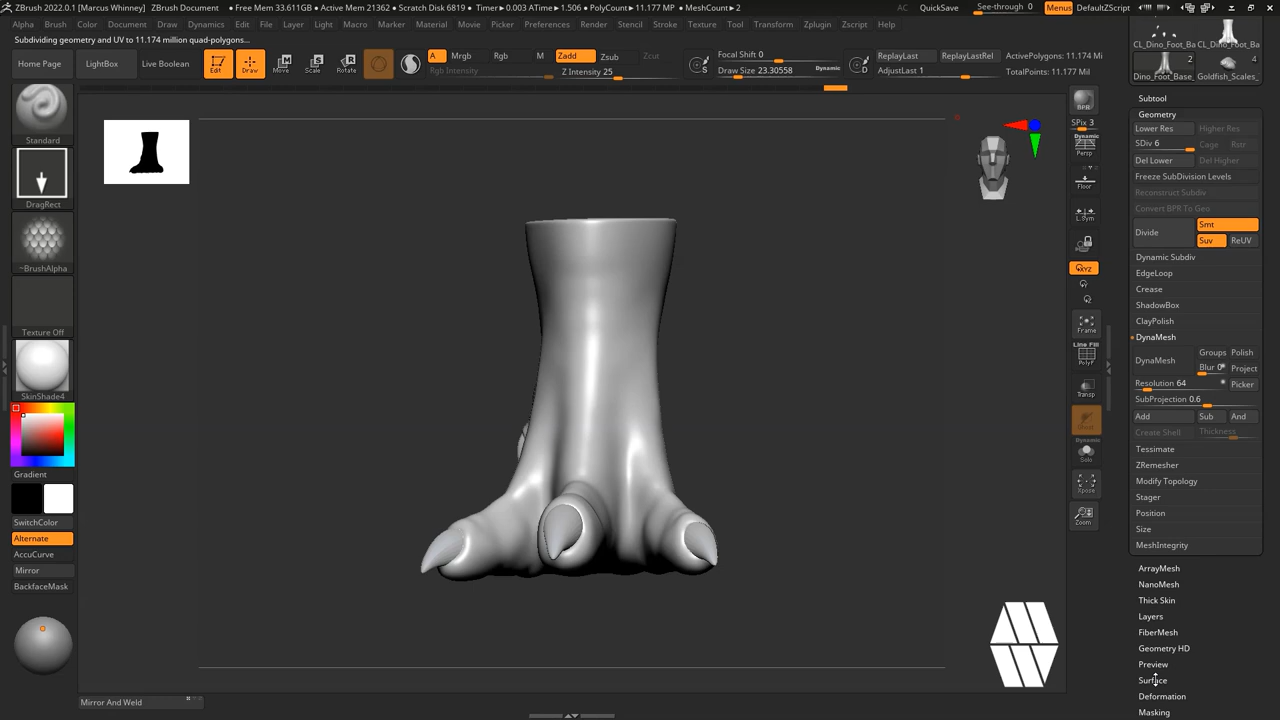 ZBrush 2022.0.1 [Marcus Whinney] ZBrush Document • Free Mem 33.611GB • Active Mem 21362 • Scratch Disk 6819 • Timer►0.003 ATime►1.506 • PolyCount►11.177 MP • MeshCount►2 AC QuickSave See-through 0 Menus DefaultZScript
Alpha Brush Color Document Draw Dynamics Edit File Layer Light Macro Marker Material Movie Picker Preferences Render Stencil Stroke Texture Tool Transform Zplugin Zscript Help
Subdividing geometry and UV to 11.174 million quad-polygons...
Home Page LightBox Live Boolean Edit Draw Move Scale Rotate A Mrgb Rgb M Zadd Zsub Zcut Focal Shift 0 ReplayLast ReplayLastRel ActivePolygons: 11.174 Mi
Rgb Intensity Z Intensity 25 Draw Size 23.30558 Dynamic AdjustLast 1 TotalPoints: 11.177 Mil
S D
Standard
DragRect
~BrushAlpha
Texture Off
SkinShade4
Gradient
SwitchColor
Alternate
AccuCurve
Mirror
BackfaceMask
Mirror And Weld
BPR
SPix 3
Dynamic
Persp
Floor
L.Sym
XYZ
Frame
Line Fill
PolyF
Transp
Ghost
Dynamic
Solo
Xpose
Zoom
CL_Dino_Foot_Ba CL_Dino_Foot_Ba
2 4
Dino_Foot_Base_ Goldfish_Scales_
Subtool
Geometry
Lower Res Higher Res
SDiv 6 Cage Rstr
Del Lower Del Higher
Freeze SubDivision Levels
Reconstruct Subdiv
Convert BPR To Geo
Divide Smt
Suv ReUV
Dynamic Subdiv
EdgeLoop
Crease
ShadowBox
ClayPolish
DynaMesh
DynaMesh Groups Polish
Blur 0 Project
Resolution 64 Picker
SubProjection 0.6
Add Sub And
Create Shell Thickness
Tessimate
ZRemesher
Modify Topology
Stager
Position
Size
MeshIntegrity
ArrayMesh
NanoMesh
Thick Skin
Layers
FiberMesh
Geometry HD
Preview
Surface
Deformation
Masking